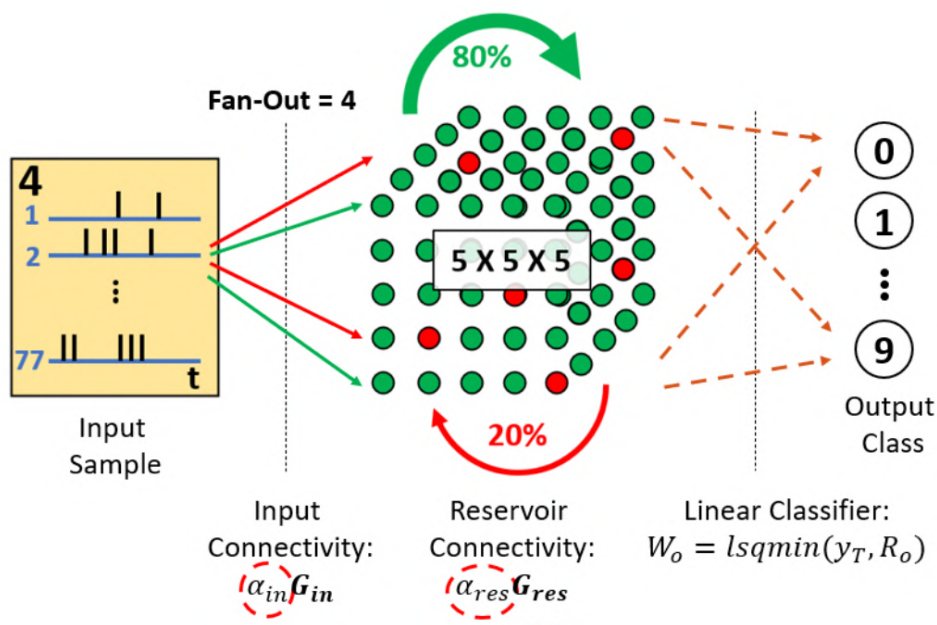 80%
Fan-Out = 4
4
1
2
⋮
77
t
Input
Sample
5 X 5 X 5
20%
0
1
⋮
9
Output
Class
Input
Connectivity:
α_in G_in
Reservoir
Connectivity:
α_res G_res
Linear Classifier:
W_o = lsqmin(y_T, R_o)